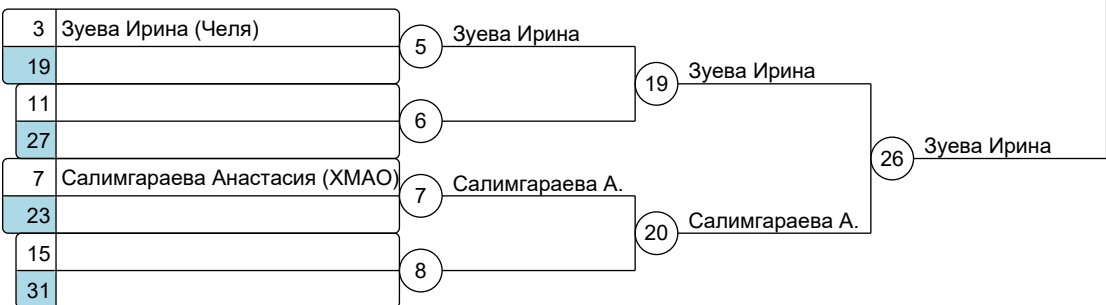 3 Зуева Ирина (Челя)
19
11
27
7 Салимгараева Анастасия (ХМАО)
23
15
31
5 Зуева Ирина
6
7 Салимгараева А.
8
19 Зуева Ирина
20 Салимгараева А.
26 Зуева Ирина